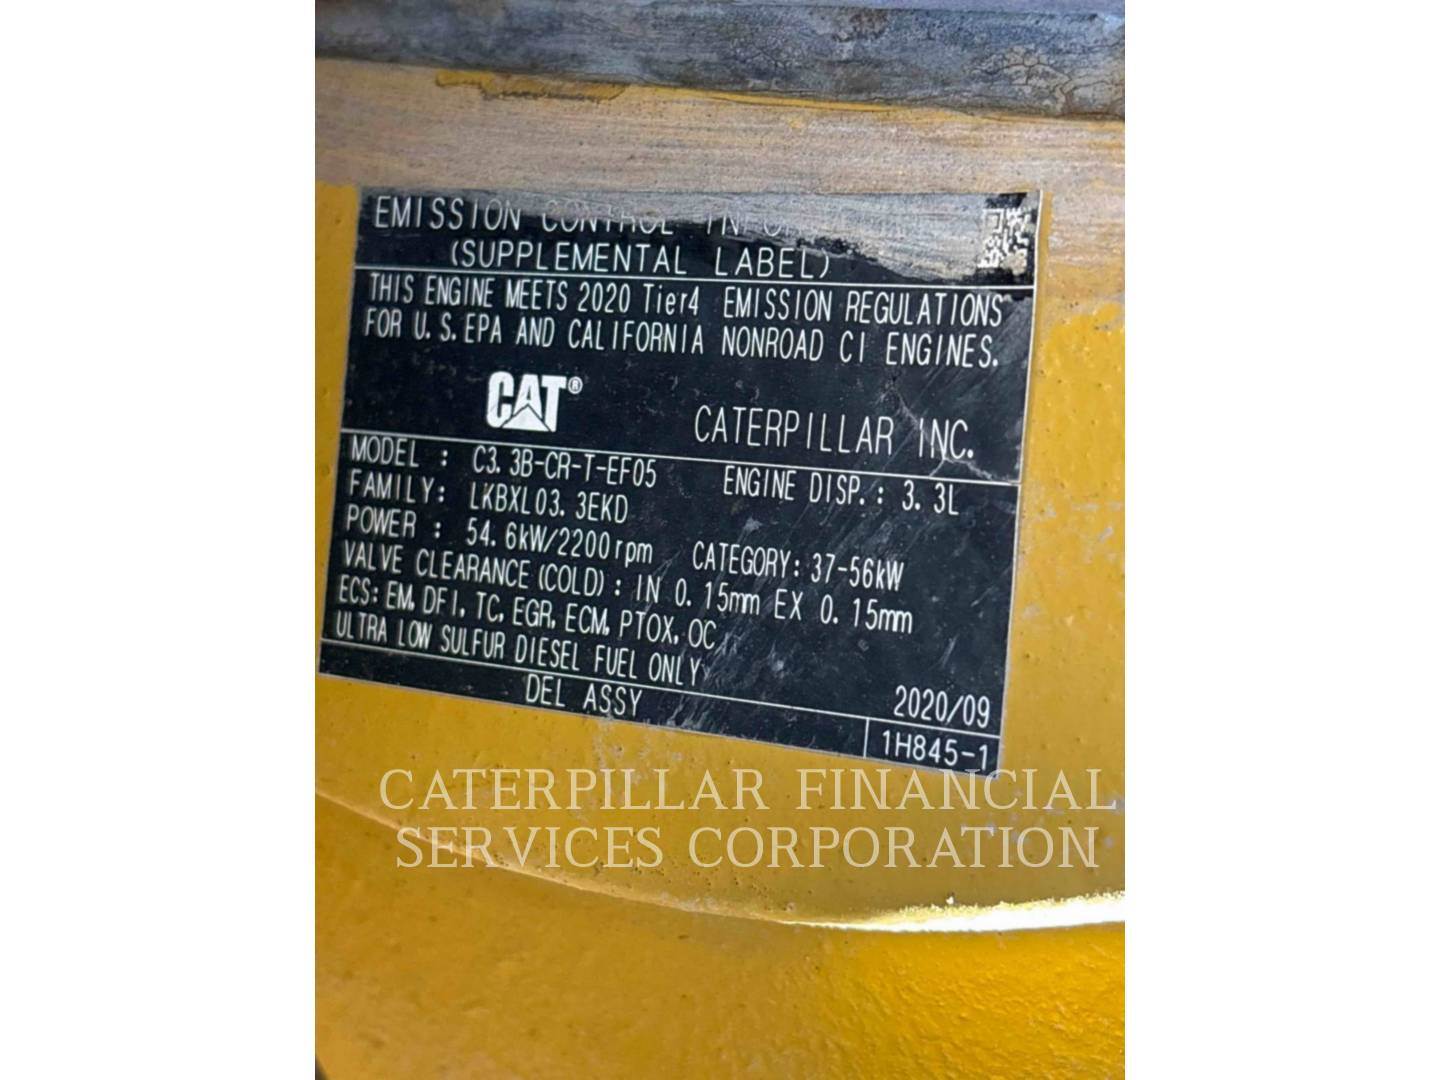 EMISSION CONTROL
(SUPPLEMENTAL LABEL)
THIS ENGINE MEETS 2020 Tier4 EMISSION REGULATIONS
FOR U.S.EPA AND CALIFORNIA NONROAD CI ENGINES.
CAT®
CATERPILLAR INC.
MODEL : C3.3B-CR-T-EF05 ENGINE DISP.: 3.3L
FAMILY: LKBXL03.3EKD
POWER : 54.6kW/2200rpm CATEGORY: 37-56kW
VALVE CLEARANCE(COLD): IN 0.15mm EX 0.15mm
ECS: EM, DFI, TC, EGR, ECM, PTOX, OC
ULTRA LOW SULFUR DIESEL FUEL ONLY
2020/09
DEL ASSY 1H845-1
CATERPILLAR FINANCIAL
SERVICES CORPORATION